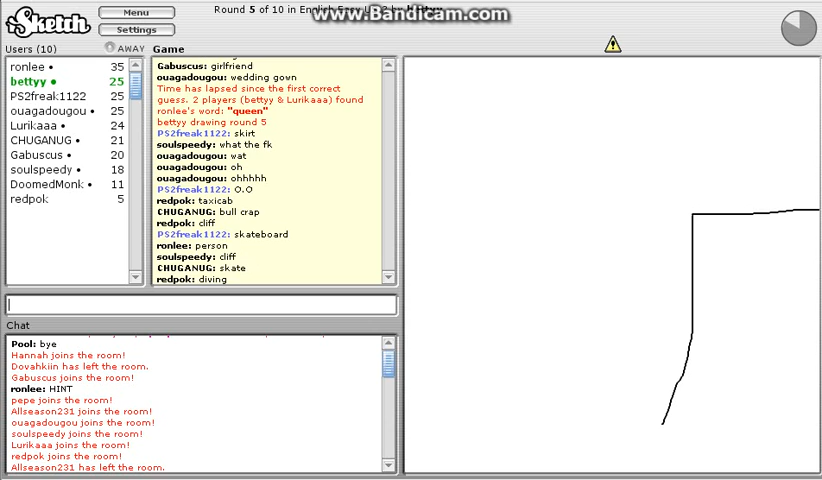 www.Bandicam.com
iSketch
Menu
Settings
Round 5 of 10 in English Easy
Users (10)
AWAY
Game
ronlee • 35
bettyy • 25
PS2freak1122 25
ouagadougou • 25
Lurikaaa • 24
CHUGANUG • 21
Gabuscus • 20
soulspeedy • 18
DoomedMonk • 11
redpok 5
Gabuscus: girlfriend
ouagadougou: wedding gown
Time has lapsed since the first correct
guess. 2 players (bettyy & Lurikaaa) found
ronlee's word: "queen"
bettyy drawing round 5
PS2freak1122: skirt
soulspeedy: what the fk
ouagadougou: wat
ouagadougou: oh
ouagadougou: ohhhhh
PS2freak1122: O.O
redpok: taxicab
CHUGANUG: bull crap
redpok: cliff
PS2freak1122: skateboard
ronlee: person
soulspeedy: cliff
CHUGANUG: skate
redpok: diving
Chat
Pool: bye
Hannah joins the room!
Dovahkiin has left the room.
Gabuscus joins the room!
ronlee: HINT
pepe joins the room!
Allseason231 joins the room!
ouagadougou joins the room!
soulspeedy joins the room!
Lurikaaa joins the room!
redpok joins the room!
Allseason231 has left the room.